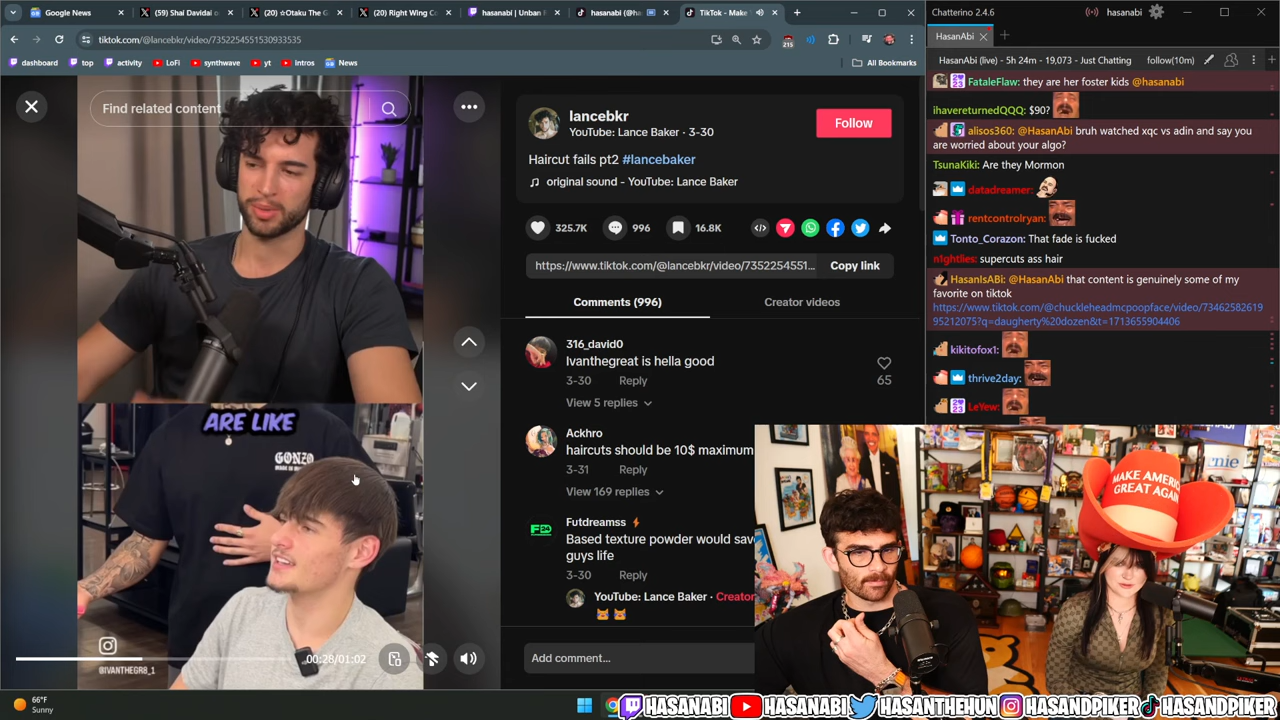 Google News
(59) Shai Davidai c
(20) ☆Otaku The G
(20) Right Wing Co
hasanabi | Unban F
hasanabi (@ha
TikTok - Make
Chatterino 2.4.6
hasanabi
HasanAbi
tiktok.com/@lancebkr/video/7352254551530933535
215
dashboard
top
activity
LoFi
synthwave
yt
intros
News
All Bookmarks
HasanAbi (live) - 5h 24m - 19,073 - Just Chatting
follow(10m)
Find related content
lancebkr
YouTube: Lance Baker · 3-30
Follow
Haircut fails pt2 #lancebaker
original sound - YouTube: Lance Baker
325.7K
996
16.8K
https://www.tiktok.com/@lancebkr/video/7352254551...
Copy link
Comments (996)
Creator videos
316_david0
Ivanthegreat is hella good
3-30
Reply
65
View 5 replies
Ackhro
haircuts should be 10$ maximum
3-31
Reply
View 169 replies
Futdreamss
Based texture powder would sav
guys life
3-30
Reply
YouTube: Lance Baker · Creator
Add comment...
ARE LIKE
GONZO
@IVANTHEGR8_1
00:28/01:02
FataleFlaw: they are her foster kids @hasanabi
ihavereturnedQQQ: $90?
alisos360: @HasanAbi bruh watched xqc vs adin and say you
are worried about your algo?
TsunaKiki: Are they Mormon
datadreamer:
rentcontrolryan:
Tonto_Corazon: That fade is fucked
n1ghtlies: supercuts ass hair
HasanIsABi: @HasanAbi that content is genuinely some of my
favorite on tiktok
https://www.tiktok.com/@chuckleheadmcpoopface/video/73462582619
95212075?q=daugherty%20dozen&t=1713655904406
kikitofox1:
thrive2day:
LeYew:
MAKE AMERIC
GREAT AGAIN
66°F
Sunny
HASANABI
HASANABI
HASANTHEHUN
HASANDPIKER
HASANDPIKER